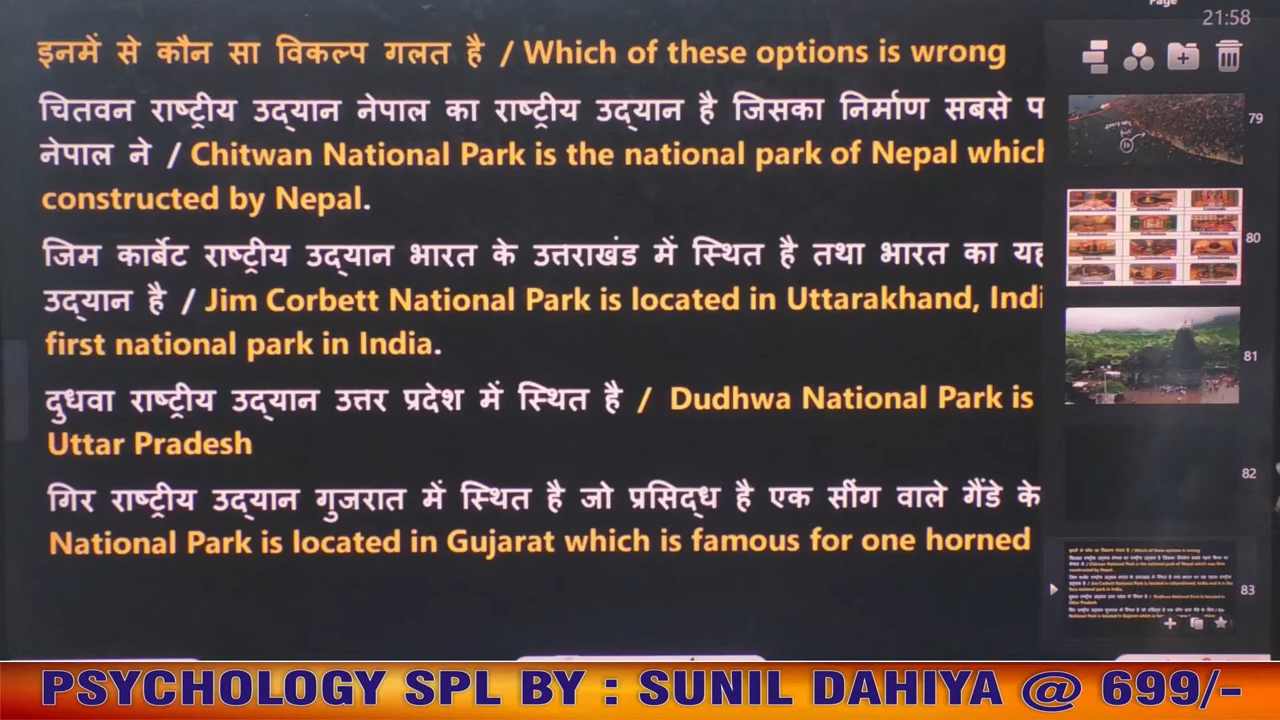 Page
21:58
इनमें से कौन सा विकल्प गलत है / Which of these options is wrong
चितवन राष्ट्रीय उद्यान नेपाल का राष्ट्रीय उद्यान है जिसका निर्माण सबसे प
नेपाल ने / Chitwan National Park is the national park of Nepal which
constructed by Nepal.
जिम कार्बेट राष्ट्रीय उद्यान भारत के उत्तराखंड में स्थित है तथा भारत का यह
उद्यान है / Jim Corbett National Park is located in Uttarakhand, Indi
first national park in India.
दुधवा राष्ट्रीय उद्यान उत्तर प्रदेश में स्थित है / Dudhwa National Park is
Uttar Pradesh
गिर राष्ट्रीय उद्यान गुजरात में स्थित है जो प्रसिद्ध है एक सींग वाले गैंडे के
National Park is located in Gujarat which is famous for one horned
79
80
81
82
83
PSYCHOLOGY SPL BY : SUNIL DAHIYA @ 699/-